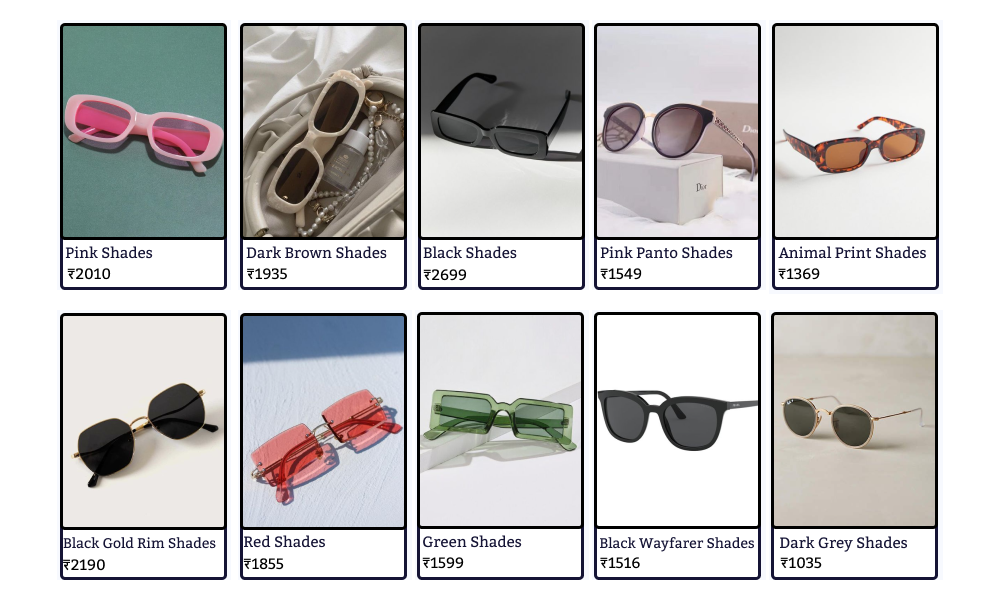 Dior
Dior
Pink Shades
₹2010
Dark Brown Shades
₹1935
Black Shades
₹2699
Pink Panto Shades
₹1549
Animal Print Shades
₹1369
Black Gold Rim Shades
₹2190
Red Shades
₹1855
Green Shades
₹1599
Black Wayfarer Shades
₹1516
Dark Grey Shades
₹1035